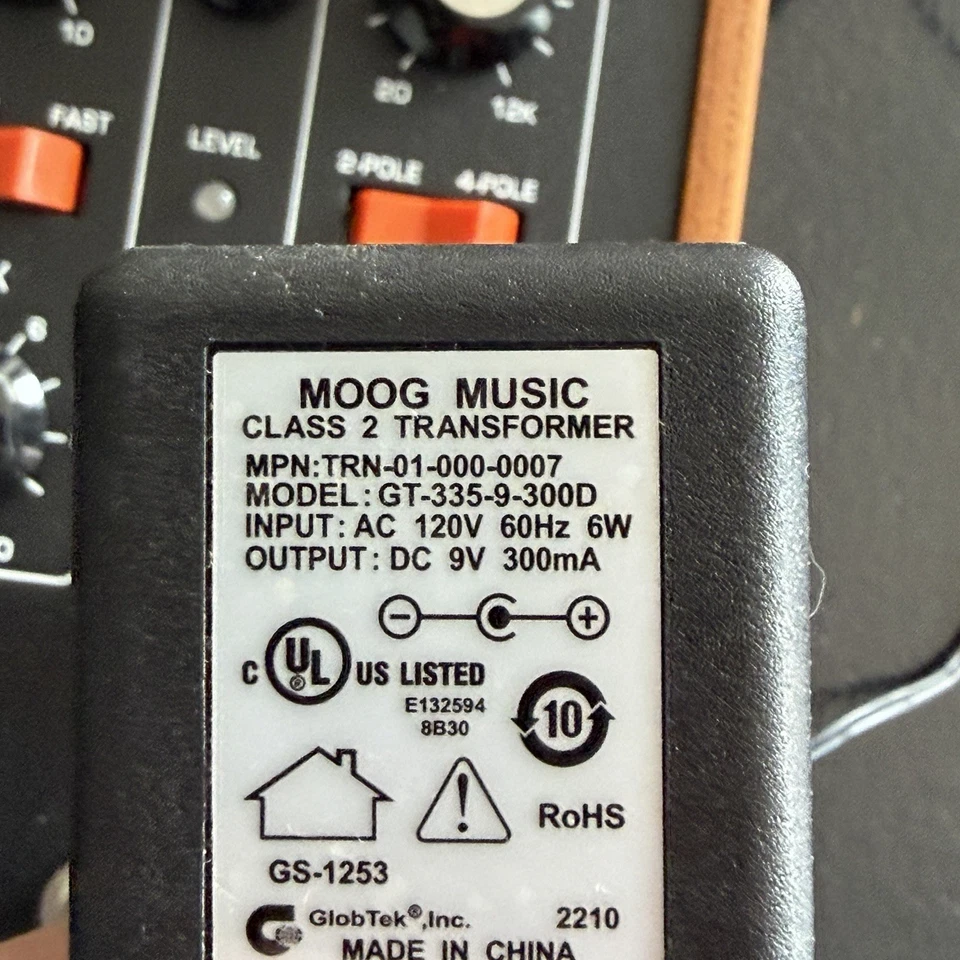 10
FAST
LEVEL
20
12K
2-POLE 4-POLE
6
MOOG MUSIC
CLASS 2 TRANSFORMER
MPN:TRN-01-000-0007
MODEL: GT-335-9-300D
INPUT: AC 120V 60Hz 6W
OUTPUT: DC 9V 300mA
− +
C UL® US LISTED
E132594
8B30
10
!
RoHS
GS-1253
GlobTek®,Inc. 2210
MADE IN CHINA